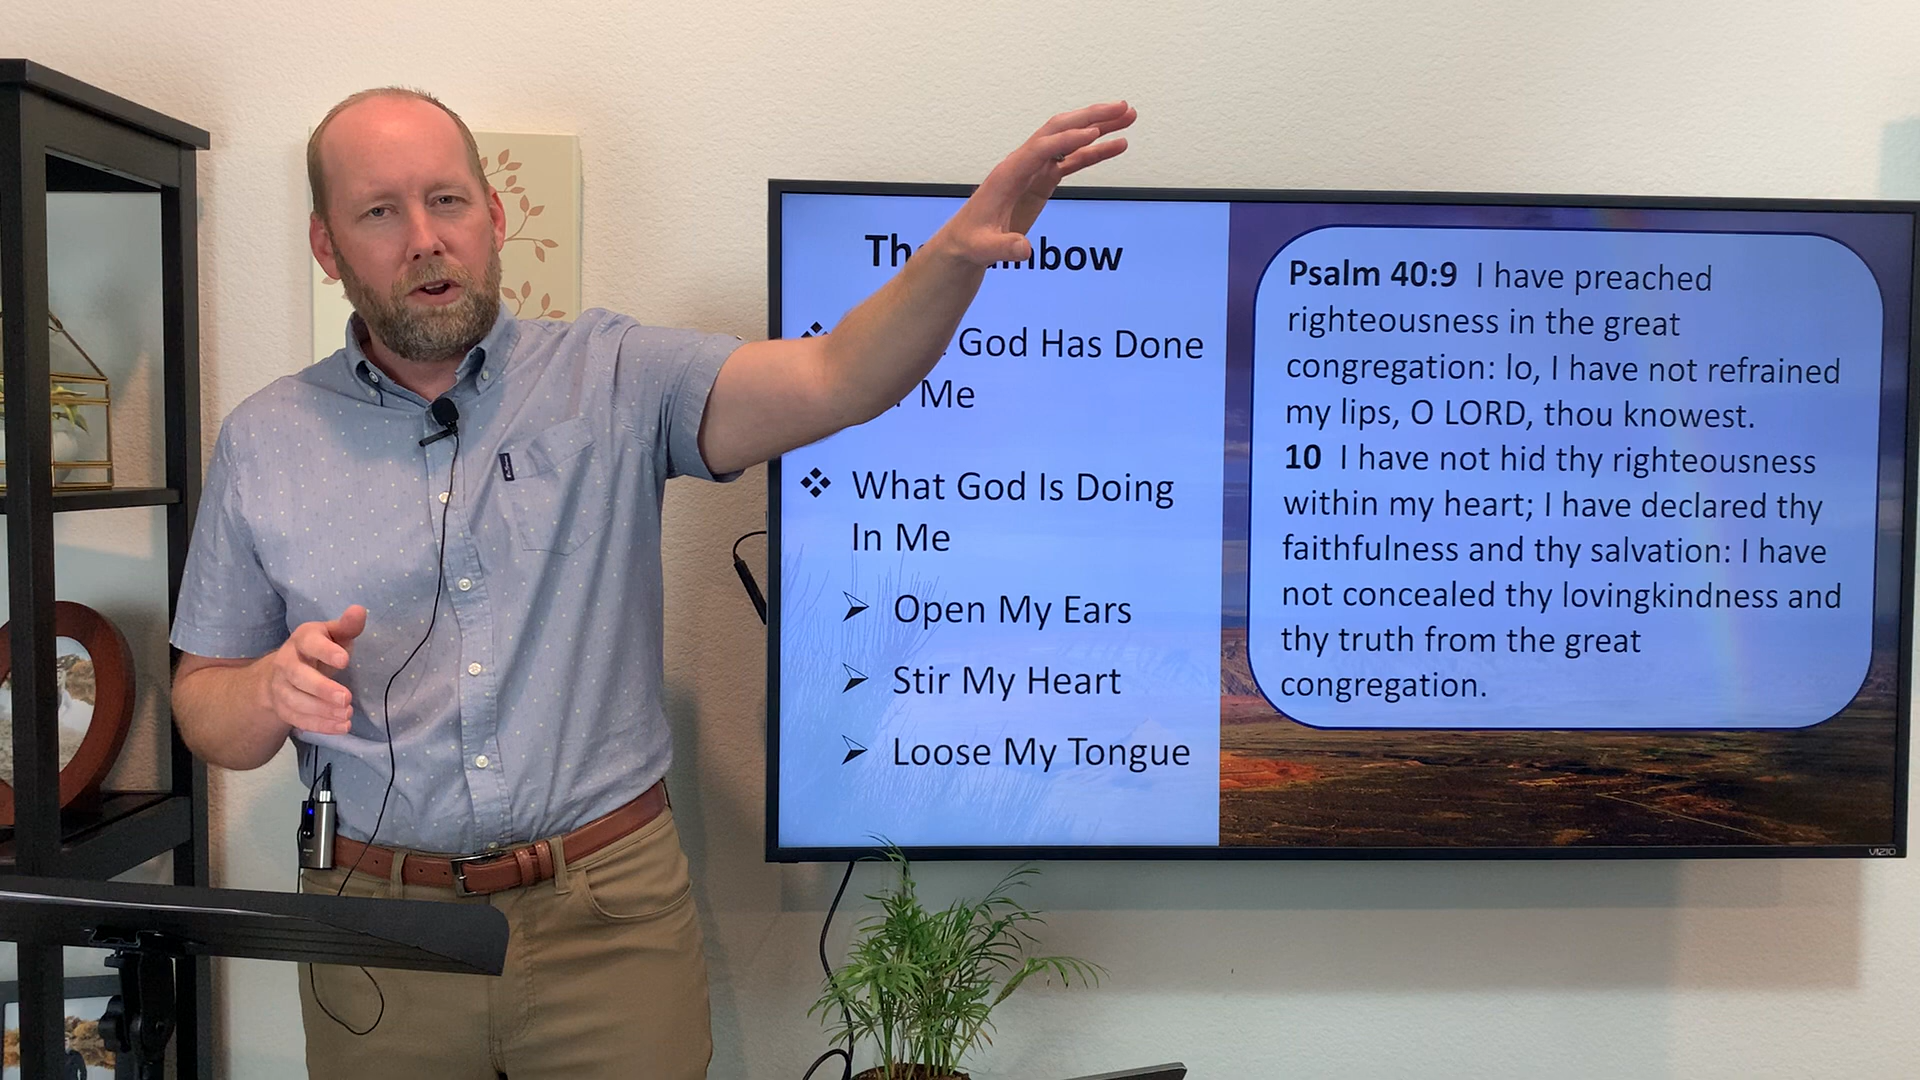 The inbow
God Has Done
Me
What God Is Doing
In Me
Open My Ears
Stir My Heart
Loose My Tongue
Psalm 40:9 I have preached
righteousness in the great
congregation: lo, I have not refrained
my lips, O LORD, thou knowest.
10 I have not hid thy righteousness
within my heart; I have declared thy
faithfulness and thy salvation: I have
not concealed thy lovingkindness and
thy truth from the great
congregation.
VIZIO